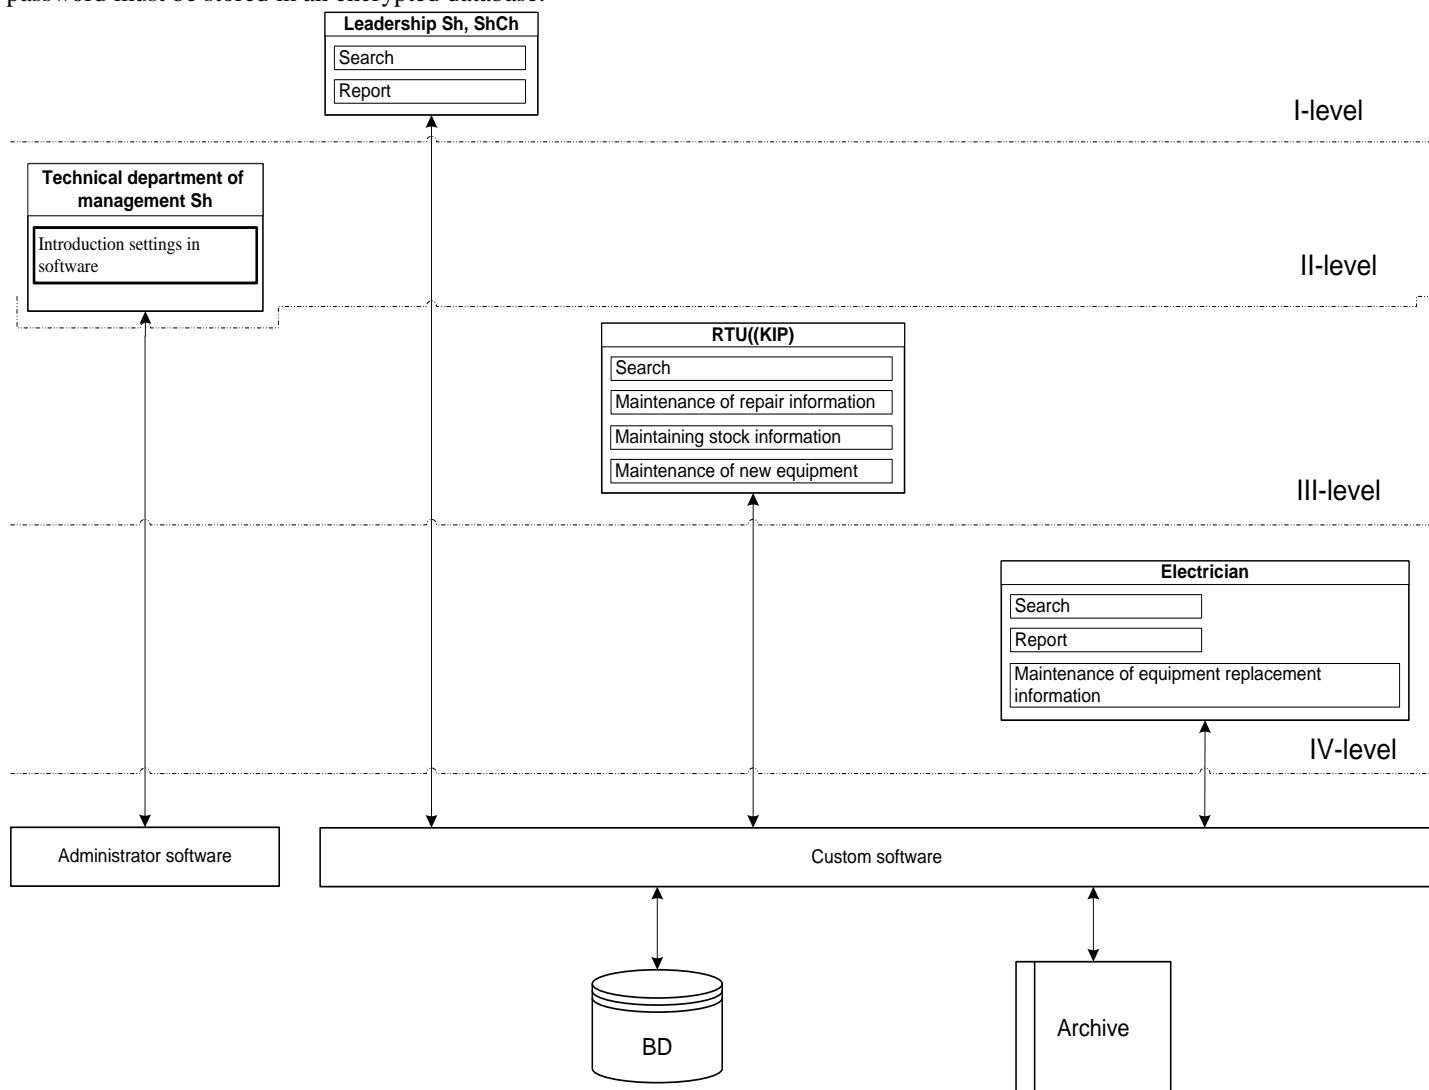 password must be stored in an encrypted database.
Leadership Sh, ShCh
Search
Report
I-level
Technical department of
management Sh
Introduction settings in
software
II-level
RTU((KIP)
Search
Maintenance of repair information
Maintaining stock information
Maintenance of new equipment
III-level
Electrician
Search
Report
Maintenance of equipment replacement
information
IV-level
Administrator software
Custom software
BD
Archive